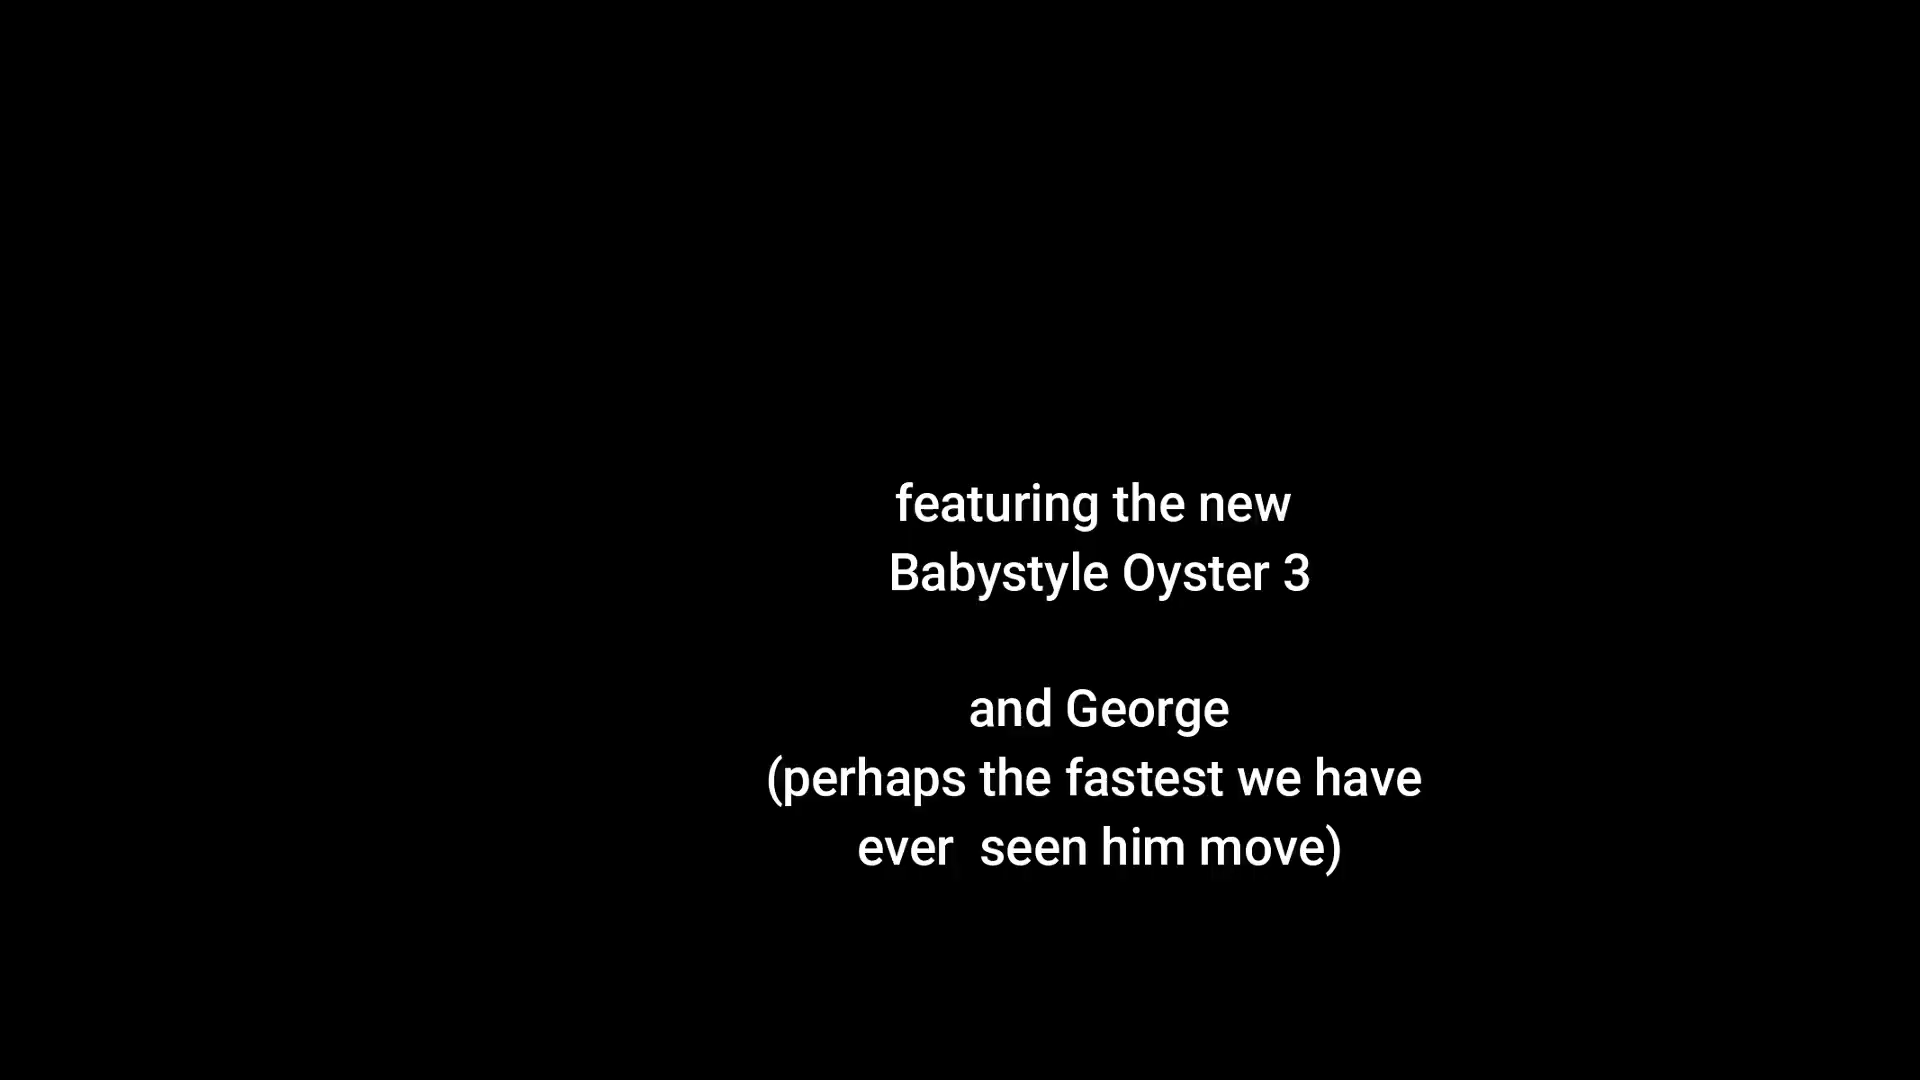 featuring the new
Babystyle Oyster 3
and George
(perhaps the fastest we have
ever  seen him move)